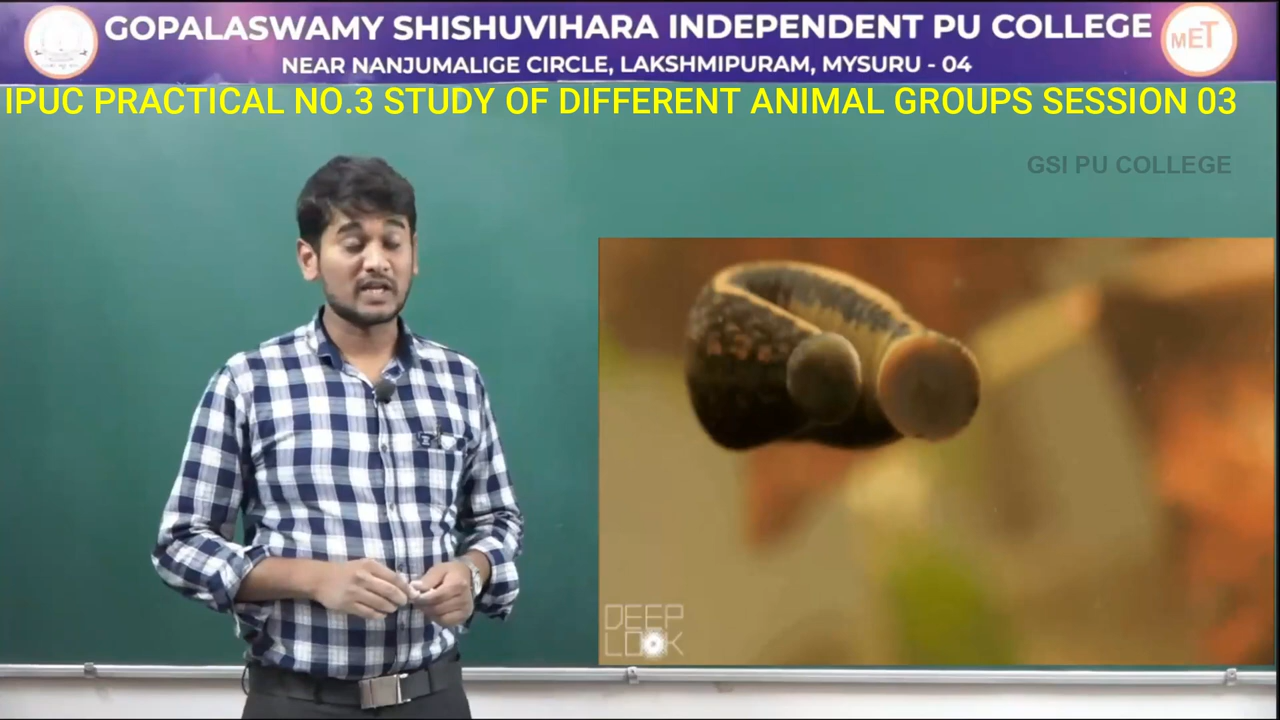 GOPALASWAMY SHISHUVIHARA INDEPENDENT PU COLLEGE
MET
NEAR NANJUMALIGE CIRCLE, LAKSHMIPURAM, MYSURU - 04
IPUC PRACTICAL NO.3 STUDY OF DIFFERENT ANIMAL GROUPS SESSION 03
GSI PU COLLEGE
DEEP
LOOK